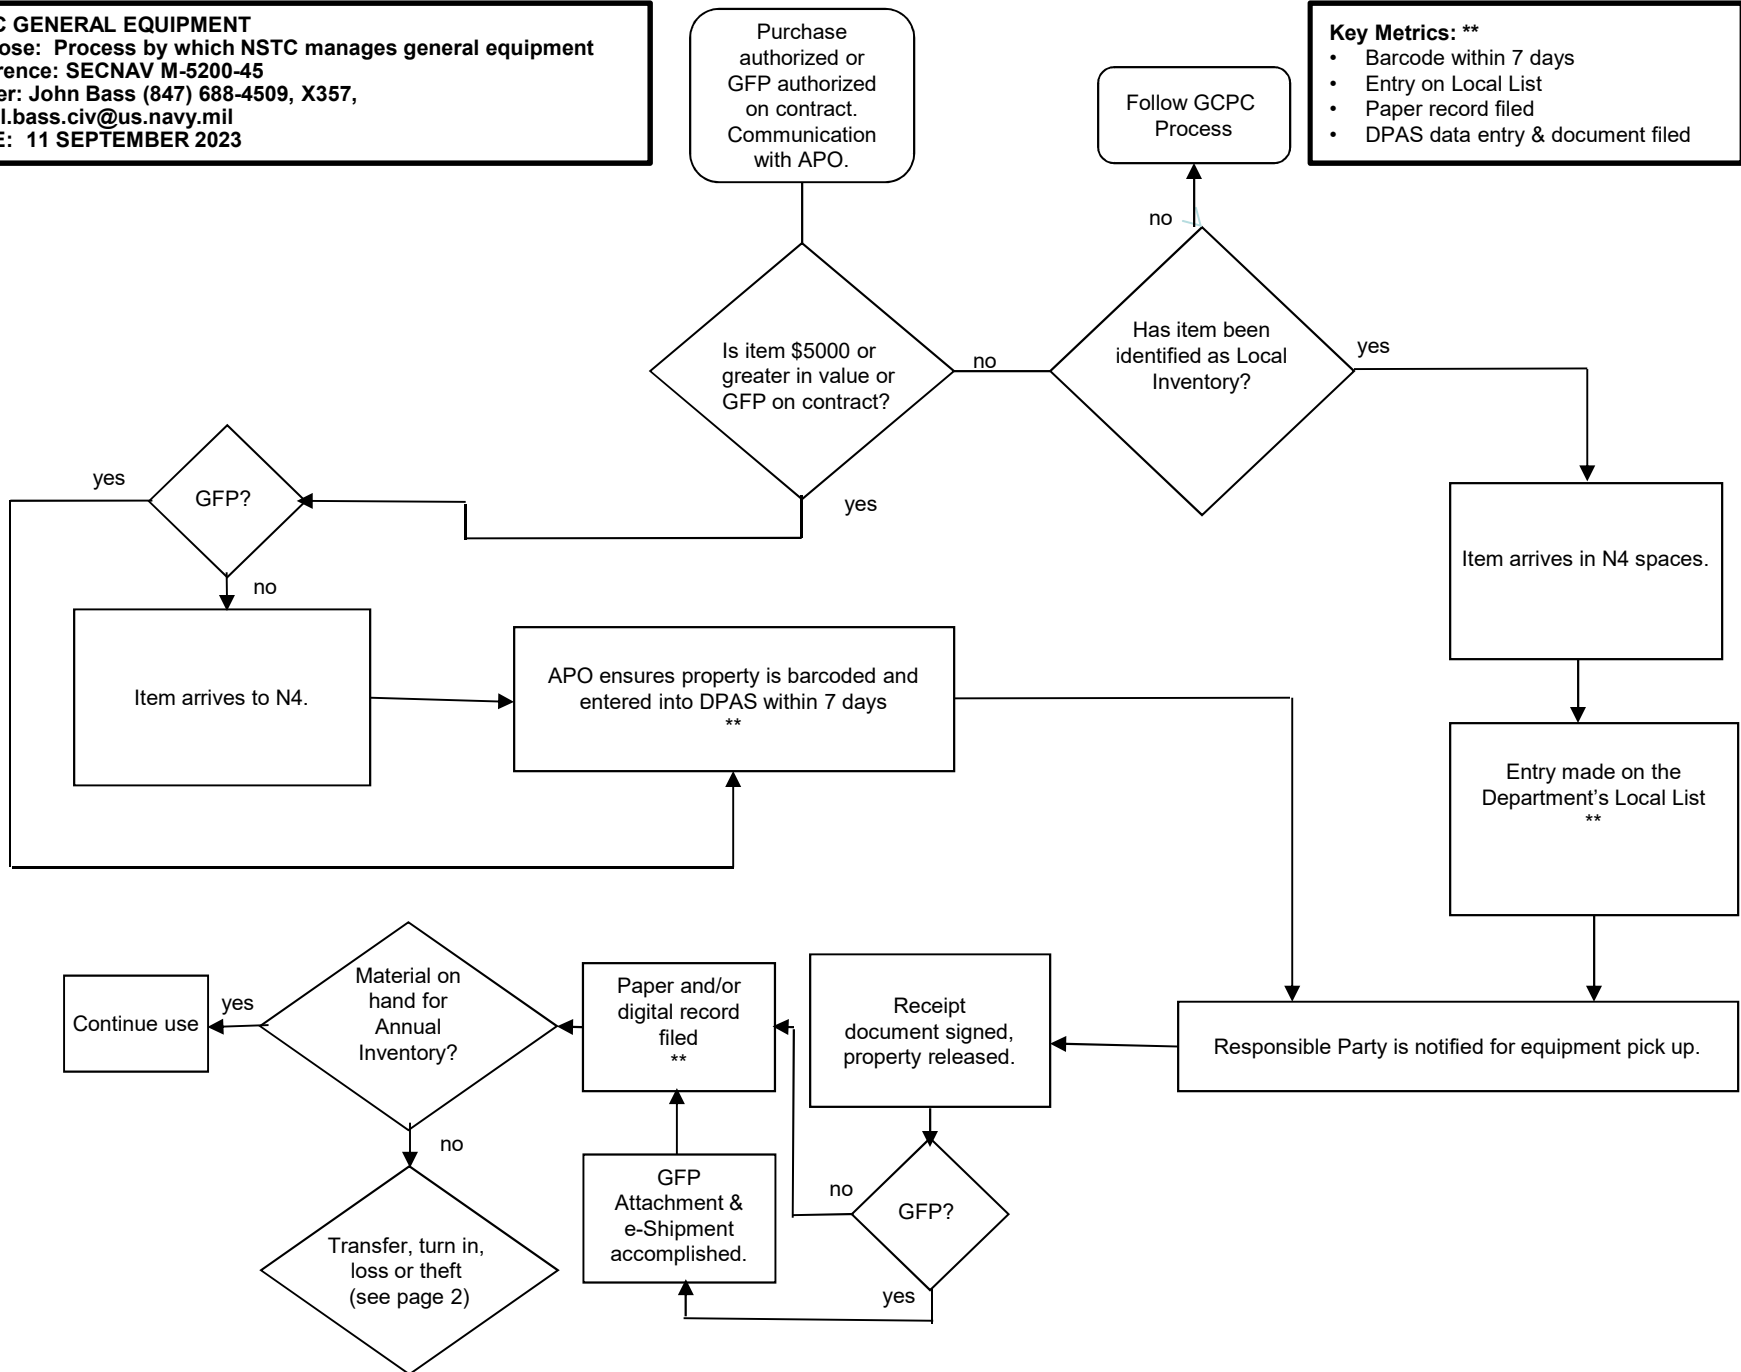 C GENERAL EQUIPMENT
ose: Process by which NSTC manages general equipment
rence: SECNAV M-5200-45
er: John Bass (847) 688-4509, X357,
l.bass.civ@us.navy.mil
E: 11 SEPTEMBER 2023
Purchase
authorized or
GFP authorized
on contract.
Communication
with APO.
Follow GCPC
Process
Key Metrics: **
• Barcode within 7 days
• Entry on Local List
• Paper record filed
• DPAS data entry & document filed
no
Is item $5000 or
greater in value or
GFP on contract?
no
Has item been
identified as Local
Inventory?
yes
yes
GFP?
yes
no
Item arrives in N4 spaces.
Item arrives to N4.
APO ensures property is barcoded and
entered into DPAS within 7 days
**
Entry made on the
Department’s Local List
**
Continue use
yes
Material on
hand for
Annual
Inventory?
Paper and/or
digital record
filed
**
Receipt
document signed,
property released.
Responsible Party is notified for equipment pick up.
no
GFP
Attachment &
e-Shipment
accomplished.
no
GFP?
yes
Transfer, turn in,
loss or theft
(see page 2)